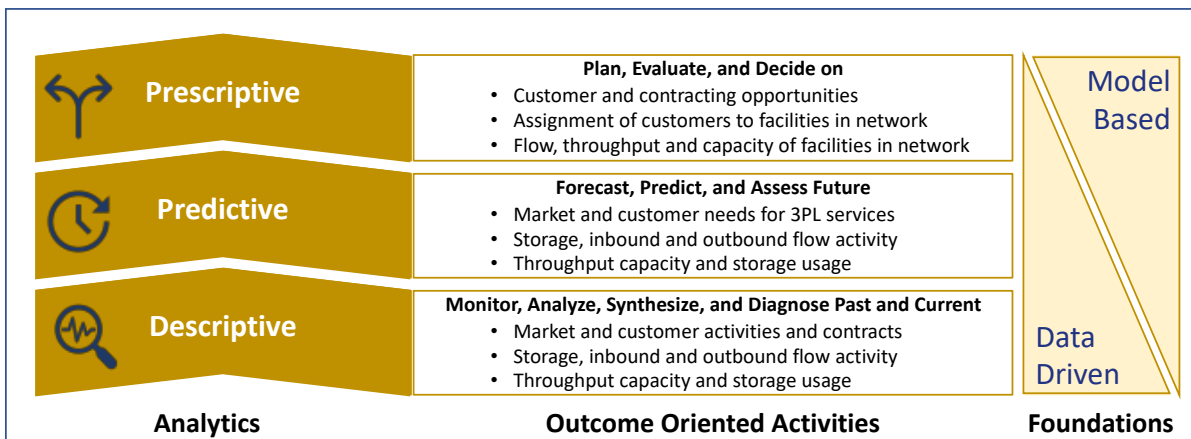 Prescriptive
Plan, Evaluate, and Decide on
• Customer and contracting opportunities
• Assignment of customers to facilities in network
• Flow, throughput and capacity of facilities in network
Predictive
Forecast, Predict, and Assess Future
• Market and customer needs for 3PL services
• Storage, inbound and outbound flow activity
• Throughput capacity and storage usage
Descriptive
Monitor, Analyze, Synthesize, and Diagnose Past and Current
• Market and customer activities and contracts
• Storage, inbound and outbound flow activity
• Throughput capacity and storage usage
Model
Based
Data
Driven
Analytics
Outcome Oriented Activities
Foundations